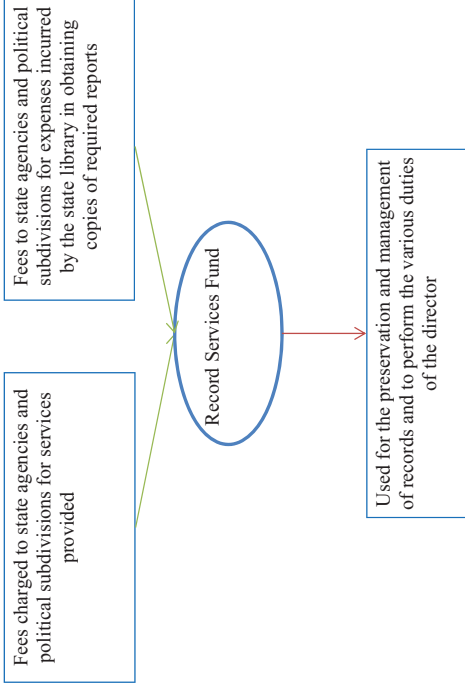 Fees charged to state agencies and
political subdivisions for services
provided
Fees to state agencies and political
subdivisions for expenses incurred
by the state library in obtaining
copies of required reports
Record Services Fund
Used for the preservation and management
of records and to perform the various duties
of the director